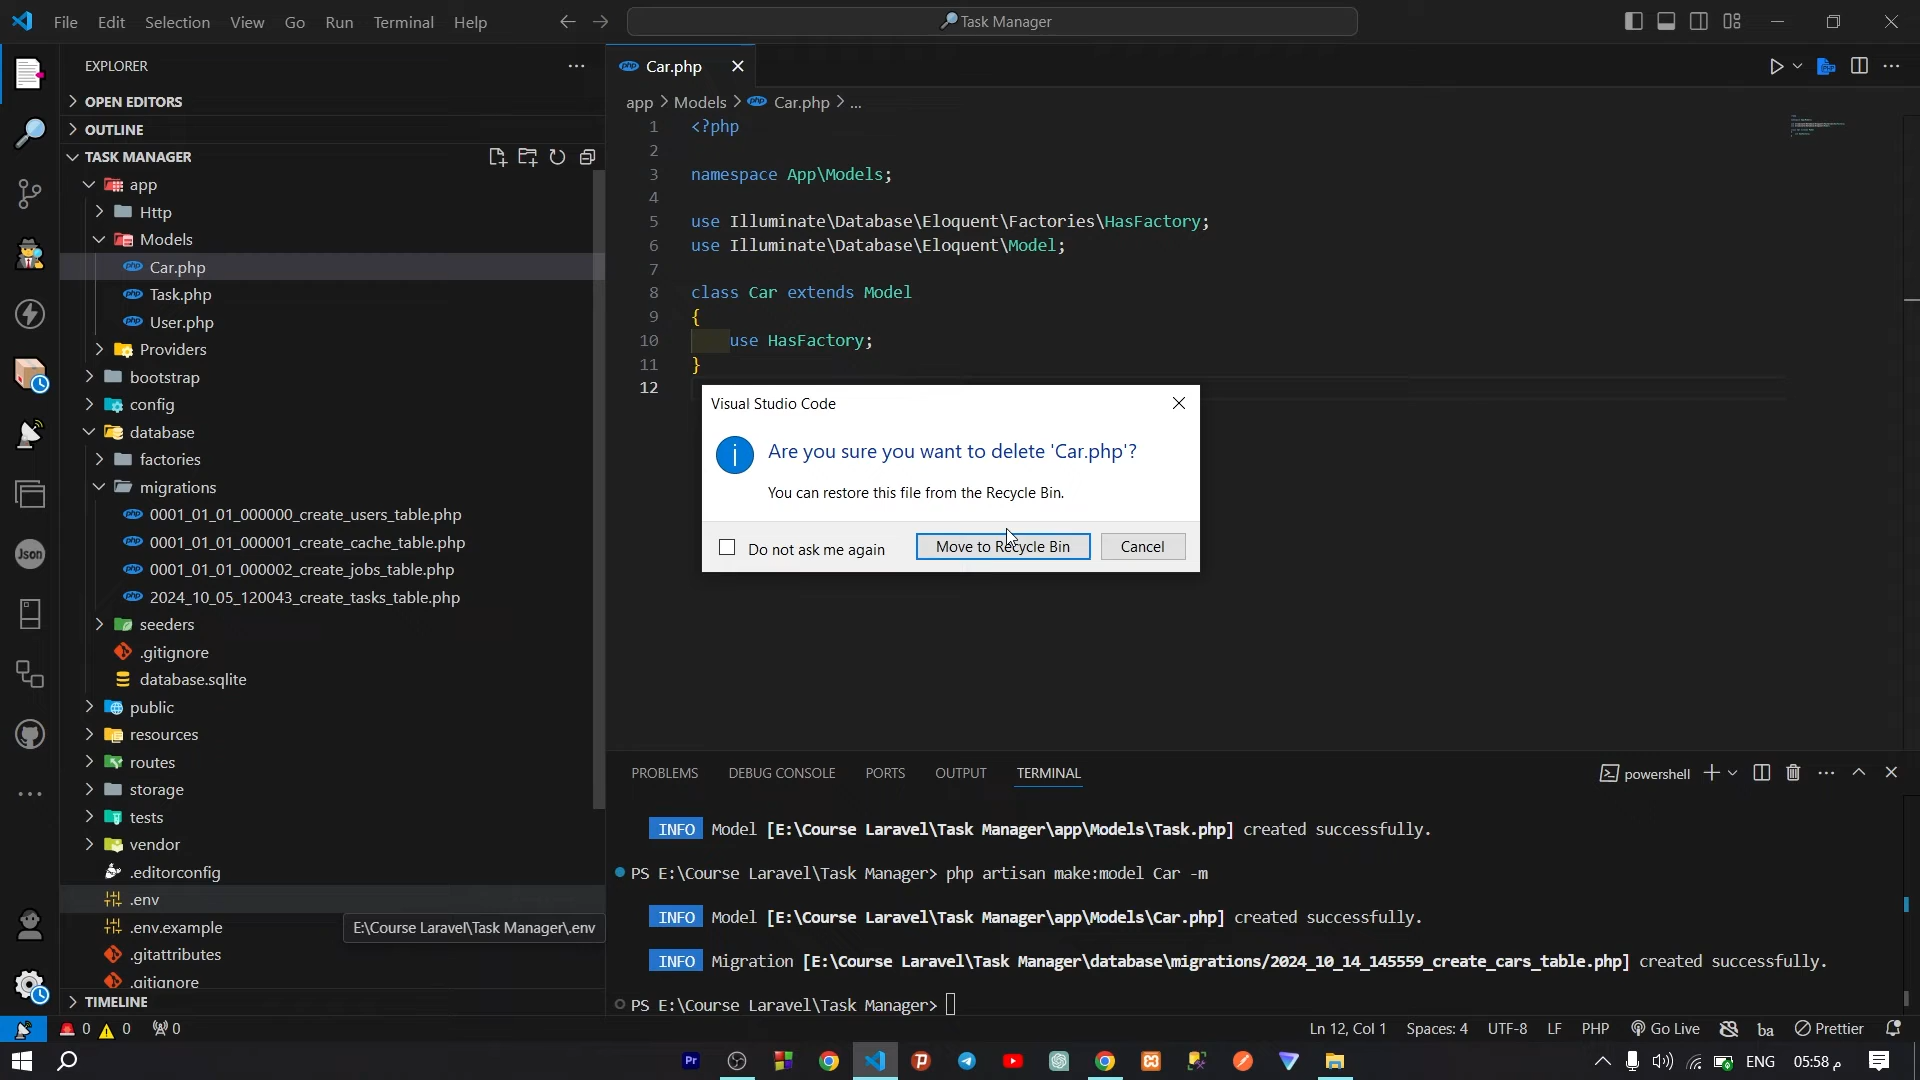 File Edit Selection View Go Run Terminal Help
Task Manager
EXPLORER
OPEN EDITORS
OUTLINE
TASK MANAGER
app
Http
Models
Car.php
Task.php
User.php
Providers
bootstrap
config
database
factories
migrations
0001_01_01_000000_create_users_table.php
0001_01_01_000001_create_cache_table.php
0001_01_01_000002_create_jobs_table.php
2024_10_05_120043_create_tasks_table.php
seeders
.gitignore
database.sqlite
public
resources
routes
storage
tests
vendor
.editorconfig
.env
.env.example
E:\Course Laravel\Task Manager\.env
.gitattributes
.gitignore
TIMELINE
Json
Car.php
app > Models > Car.php > ...
1 <?php
2
3 namespace App\Models;
4
5 use Illuminate\Database\Eloquent\Factories\HasFactory;
6 use Illuminate\Database\Eloquent\Model;
7
8 class Car extends Model
9 {
10 use HasFactory;
11 }
12
Visual Studio Code
Are you sure you want to delete 'Car.php'?
You can restore this file from the Recycle Bin.
Do not ask me again
Move to Recycle Bin
Cancel
PROBLEMS DEBUG CONSOLE PORTS OUTPUT TERMINAL
powershell
INFO Model [E:\Course Laravel\Task Manager\app\Models\Task.php] created successfully.
PS E:\Course Laravel\Task Manager> php artisan make:model Car -m
INFO Model [E:\Course Laravel\Task Manager\app\Models\Car.php] created successfully.
INFO Migration [E:\Course Laravel\Task Manager\database\migrations/2024_10_14_145559_create_cars_table.php] created successfully.
PS E:\Course Laravel\Task Manager>
0 0 0
Ln 12, Col 1 Spaces: 4 UTF-8 LF PHP Go Live ba Prettier
Pr
ENG 05:58 م